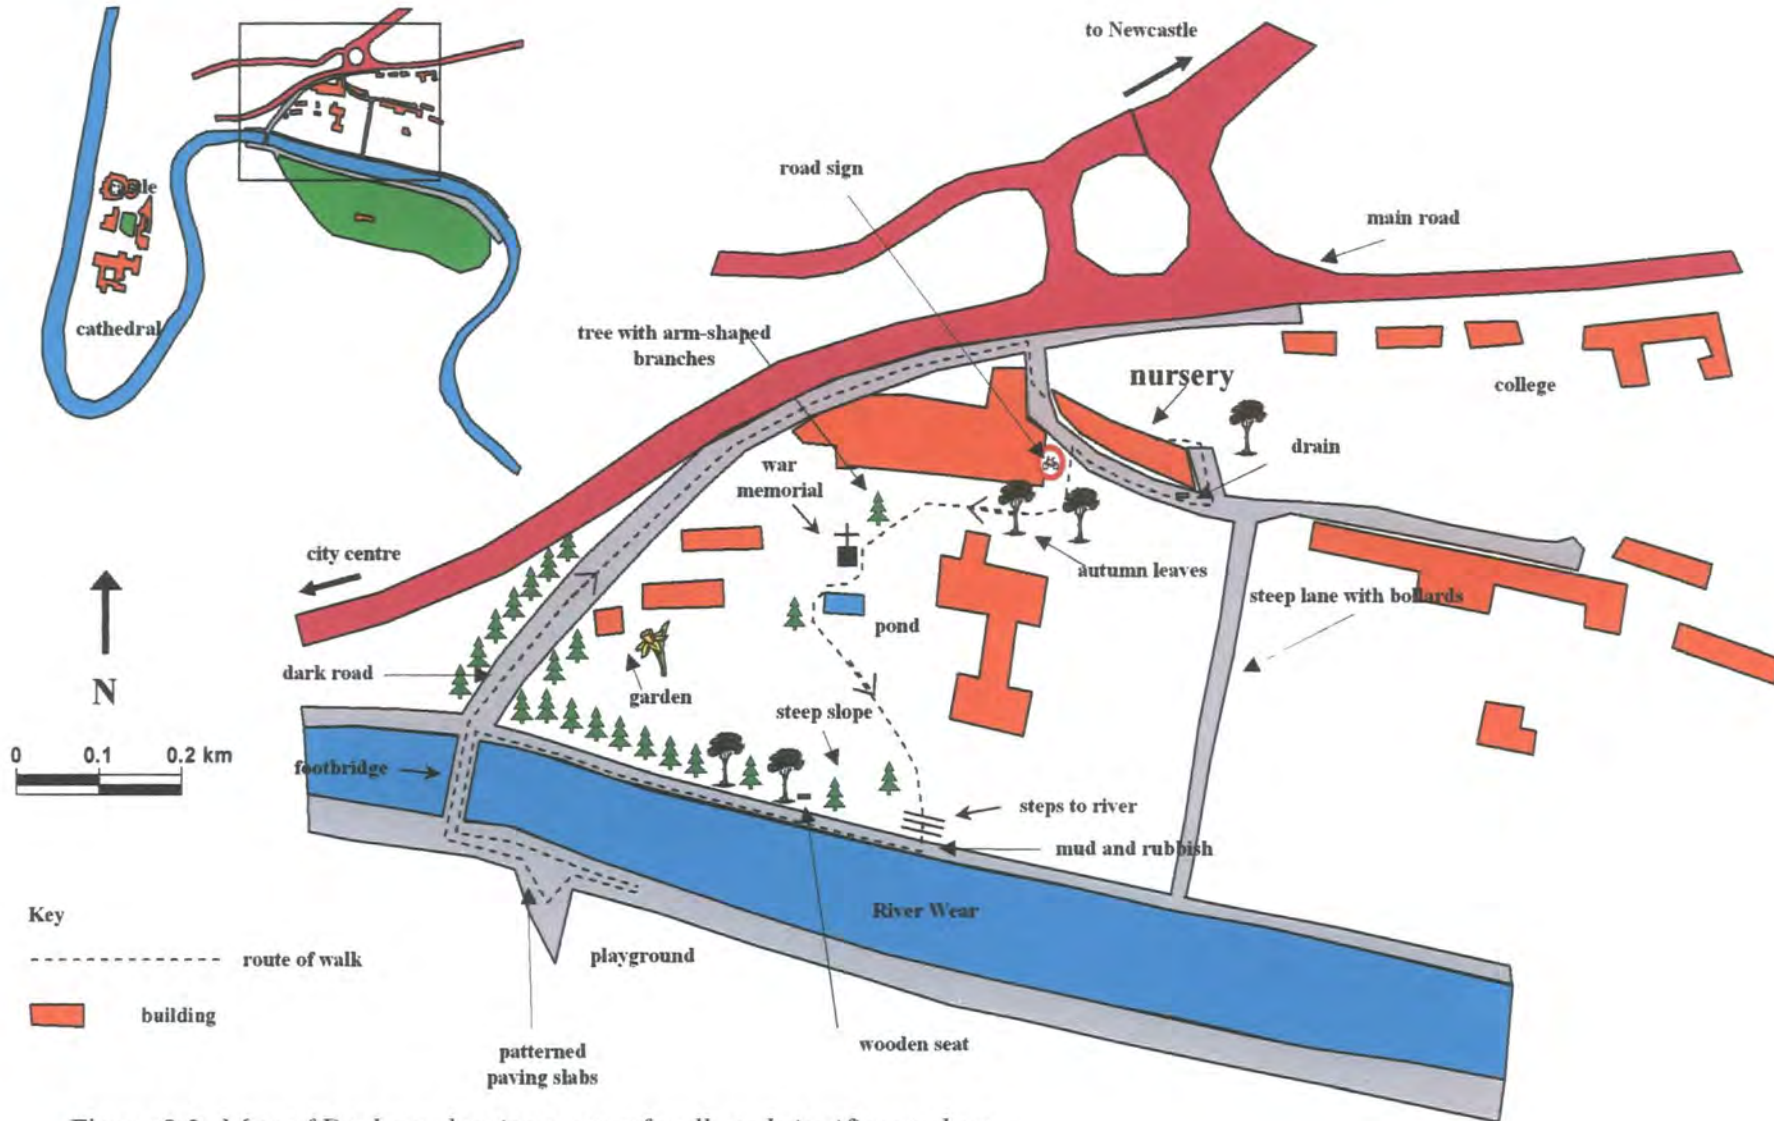 to Newcastle
castle
road sign
main road
cathedral
tree with arm-shaped
branches
nursery
college
war
memorial
drain
city centre
autumn leaves
steep lane with bollards
pond
N
dark road
garden
steep slope
0 0.1 0.2 km
footbridge
steps to river
mud and rubbish
Key
River Wear
route of walk
playground
building
wooden seat
patterned
paving slabs